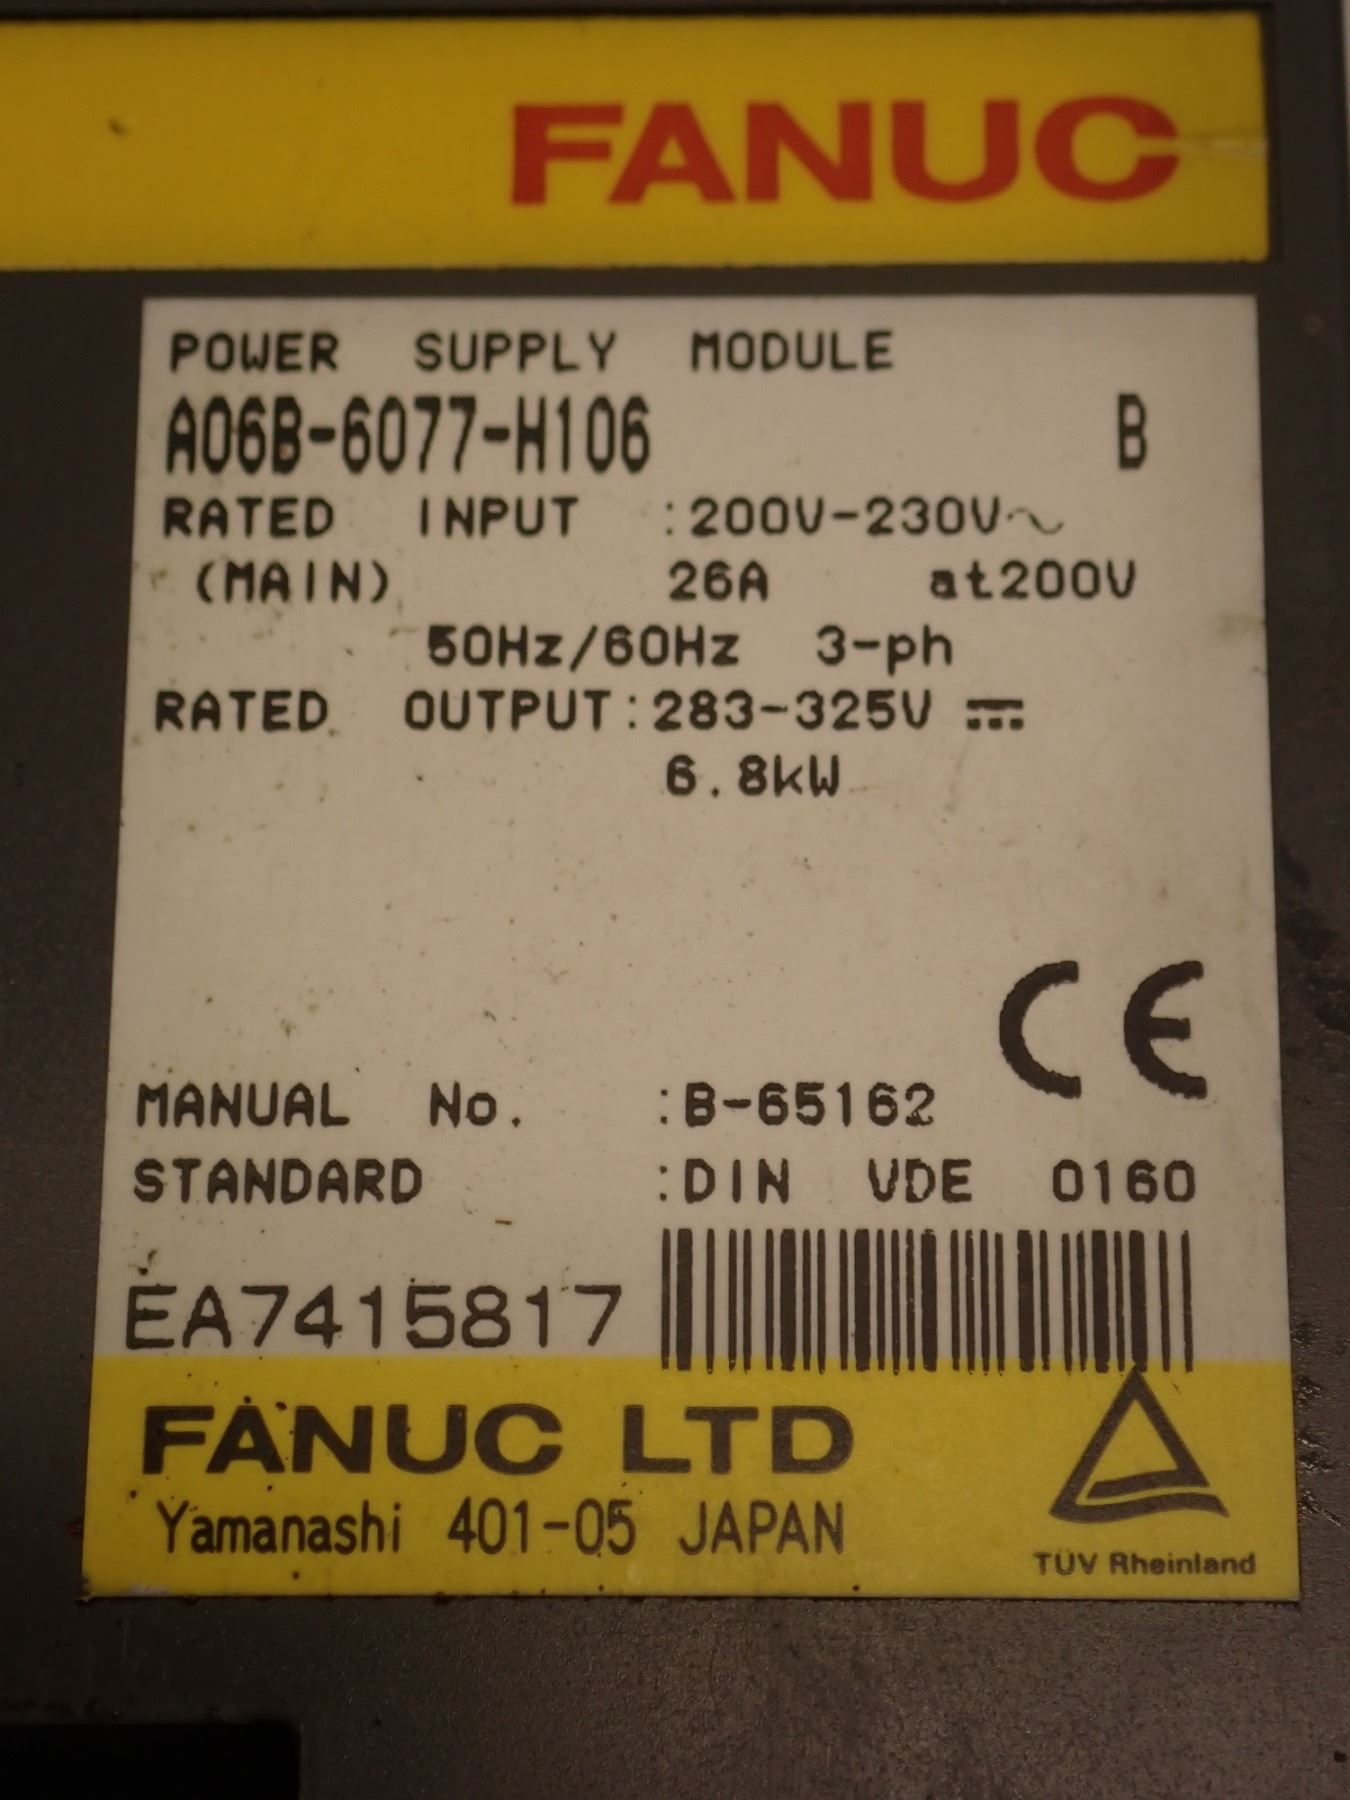 FANUC
POWER SUPPLY MODULE
A06B-6077-H106 B
RATED INPUT :200V-230V~
(MAIN) 26A at200V
50Hz/60Hz 3-ph
RATED OUTPUT:283-325V ⎓
6.8kW
CE
MANUAL No. :B-65162
STANDARD :DIN VDE 0160
EA7415817
FANUC LTD
Yamanashi 401-05 JAPAN
TÜV Rheinland